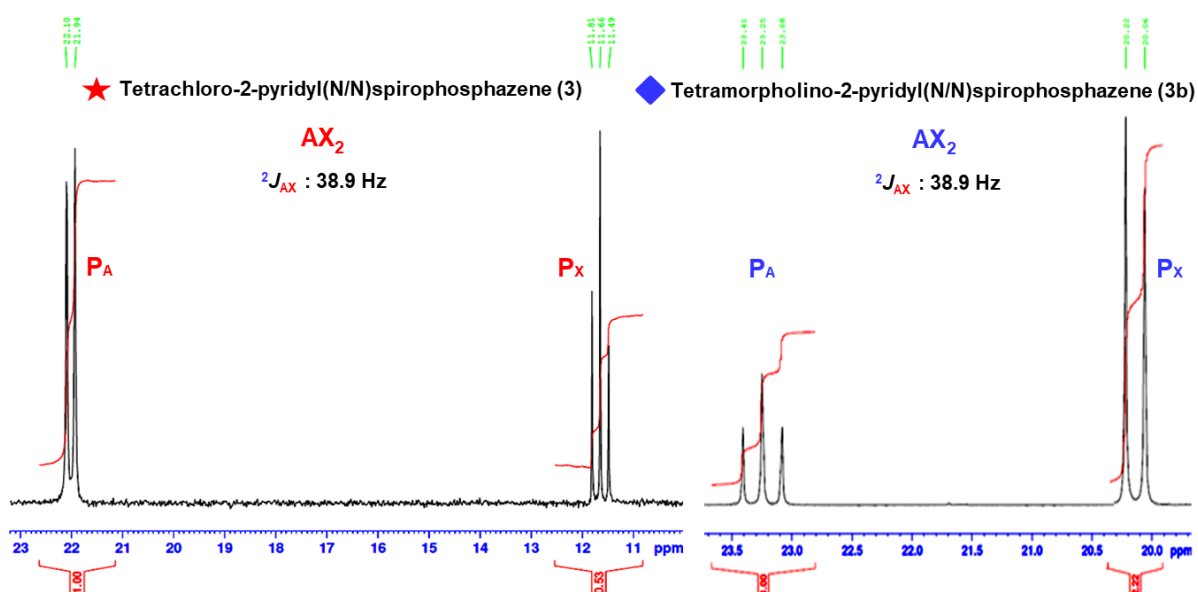 22.10
21.94
11.81
11.66
11.49
23.41
23.25
23.08
20.22
20.06
Tetrachloro-2-pyridyl(N/N)spirophosphazene (3)
Tetramorpholino-2-pyridyl(N/N)spirophosphazene (3b)
AX2
AX2
2JAX : 38.9 Hz
2JAX : 38.9 Hz
PA
PX
PA
PX
23 22 21 20 19 18 17 16 15 14 13 12 11 ppm
23.5 23.0 22.5 22.0 21.5 21.0 20.5 20.0 ppm
1.00
0.53